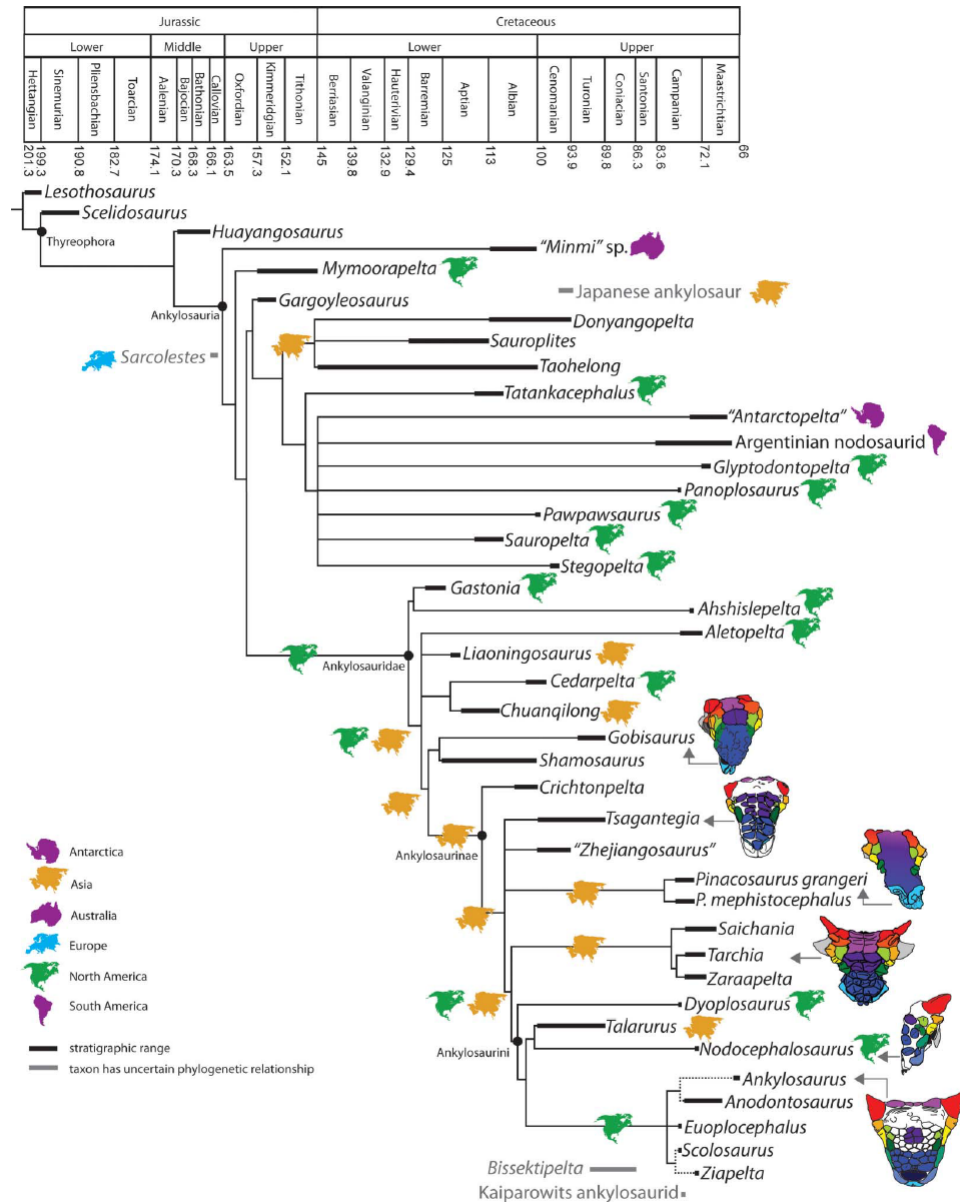 Jurassic Cretaceous
Lower Middle Upper Lower Upper
Hettangian Sinemurian Pliensbachian Toarcian Aalenian Bajocian Bathonian Callovian Oxfordian Kimmeridgian Tithonian Berriasian Valanginian Hauterivian Barremian Aptian Albian Cenomanian Turonian Coniacian Santonian Campanian Maastrichtian
201.3 199.3 190.8 182.7 174.1 170.3 168.3 166.1 163.5 157.3 152.1 145 139.8 132.9 129.4 125 113 100 93.9 89.8 86.3 83.6 72.1 66
Lesothosaurus
Scelidosaurus
Thyreophora
Huayangosaurus
"Minmi" sp.
Mymoorapelta
Japanese ankylosaur
Gargoyleosaurus
Ankylosauria
Donyangopelta
Sauroplites
Sarcolestes
Taohelong
Tatankacephalus
"Antarctopelta"
Argentinian nodosaurid
Glyptodontopelta
Panoplosaurus
Pawpawsaurus
Sauropelta
Stegopelta
Gastonia
Ahshislepelta
Aletopelta
Liaoningosaurus
Ankylosauridae
Cedarpelta
Chuanqilong
Gobisaurus
Shamosaurus
Crichtonpelta
Tsagantegia
Ankylosaurinae
"Zhejiangosaurus"
Pinacosaurus grangeri
P. mephistocephalus
Saichania
Tarchia
Zaraapelta
Dyoplosaurus
Talarurus
Ankylosaurini
Nodocephalosaurus
Ankylosaurus
Anodontosaurus
Euoplocephalus
Scolosaurus
Bissektipelta
Ziapelta
Kaiparowits ankylosaurid
Antarctica
Asia
Australia
Europe
North America
South America
stratigraphic range
taxon has uncertain phylogenetic relationship